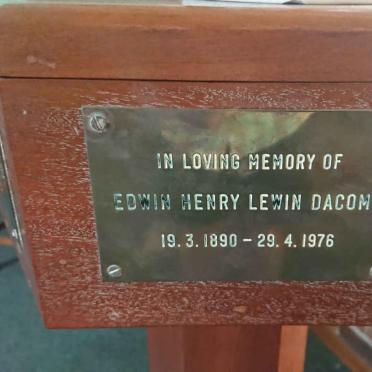 IN LOVING MEMORY OF
EDWIN HENRY LEWIN DACOM
19.3.1890 - 29.4.1976